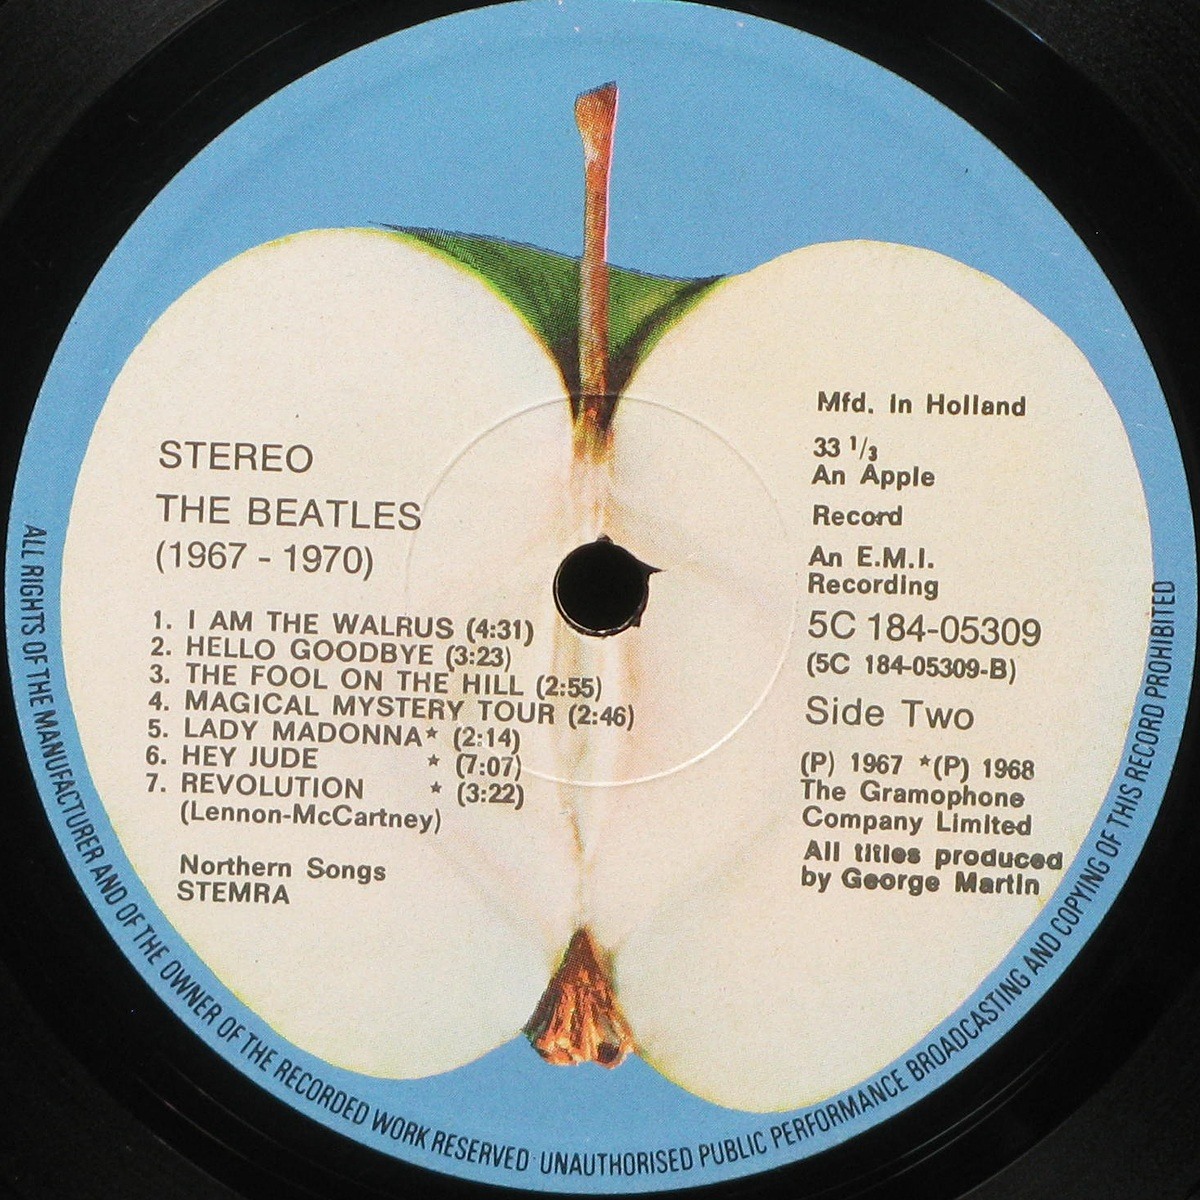 STEREO
THE BEATLES
(1967 - 1970)
1. I AM THE WALRUS (4:31)
2. HELLO GOODBYE (3:23)
3. THE FOOL ON THE HILL (2:55)
4. MAGICAL MYSTERY TOUR (2:46)
5. LADY MADONNA* (2:14)
6. HEY JUDE * (7:07)
7. REVOLUTION * (3:22)
(Lennon-McCartney)
Northern Songs
STEMRA
Mfd. in Holland
33 1/3
An Apple
Record
An E.M.I.
Recording
5C 184-05309
(5C 184-05309-B)
Side Two
(P) 1967 *(P) 1968
The Gramophone
Company Limited
All titles produced
by George Martin
ALL RIGHTS OF THE MANUFACTURER AND OF THE OWNER OF THE RECORDED WORK RESERVED · UNAUTHORISED PUBLIC PERFORMANCE BROADCASTING AND COPYING OF THIS RECORD PROHIBITED